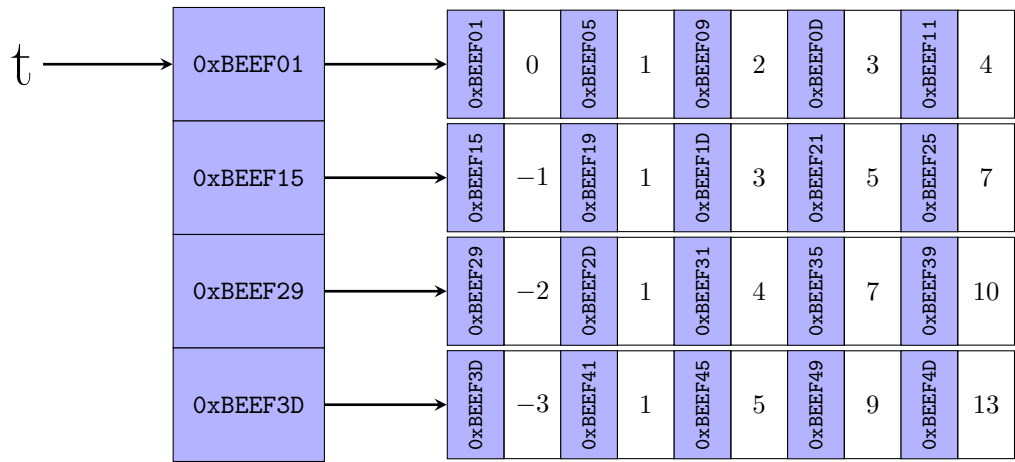 t 0xBEEF01 0xBEEF01 0 0xBEEF05 1 0xBEEF09 2 0xBEEF0D 3 0xBEEF11 4
0xBEEF15 0xBEEF15 −1 0xBEEF19 1 0xBEEF1D 3 0xBEEF21 5 0xBEEF25 7
0xBEEF29 0xBEEF29 −2 0xBEEF2D 1 0xBEEF31 4 0xBEEF35 7 0xBEEF39 10
0xBEEF3D 0xBEEF3D −3 0xBEEF41 1 0xBEEF45 5 0xBEEF49 9 0xBEEF4D 13